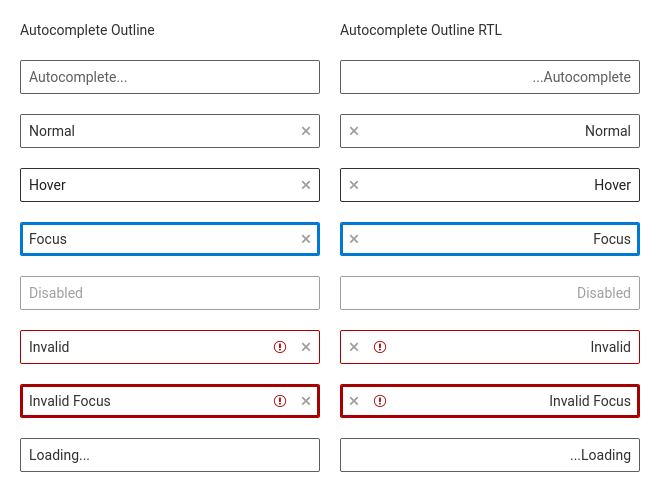 Autocomplete Outline
Autocomplete...
Normal
Hover
Focus
Disabled
Invalid
Invalid Focus
Loading...
Autocomplete Outline RTL
...Autocomplete
Normal
Hover
Focus
Disabled
Invalid
Invalid Focus
...Loading